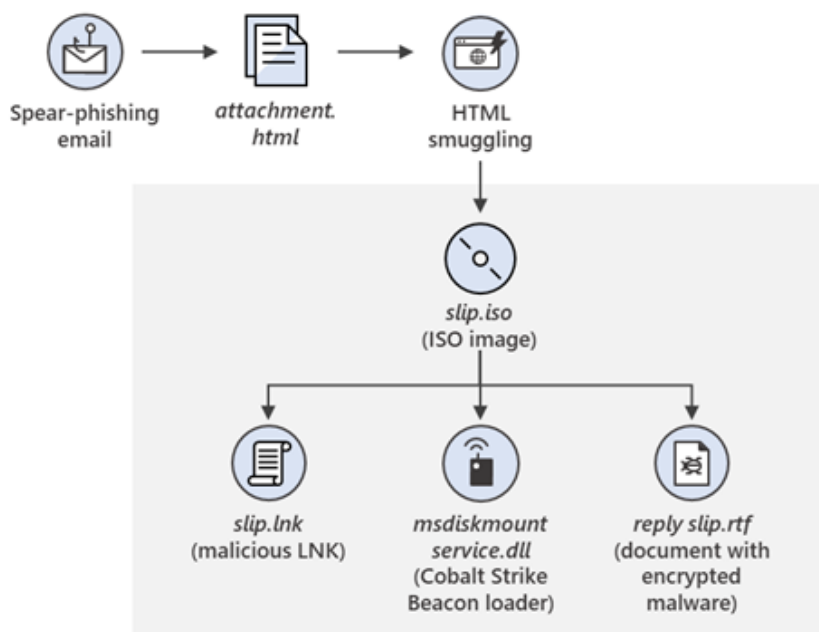 Spear-phishing
email
attachment.
html
HTML
smuggling
slip.iso
(ISO image)
slip.lnk
(malicious LNK)
msdiskmount
service.dll
(Cobalt Strike
Beacon loader)
reply slip.rtf
(document with
encrypted
malware)